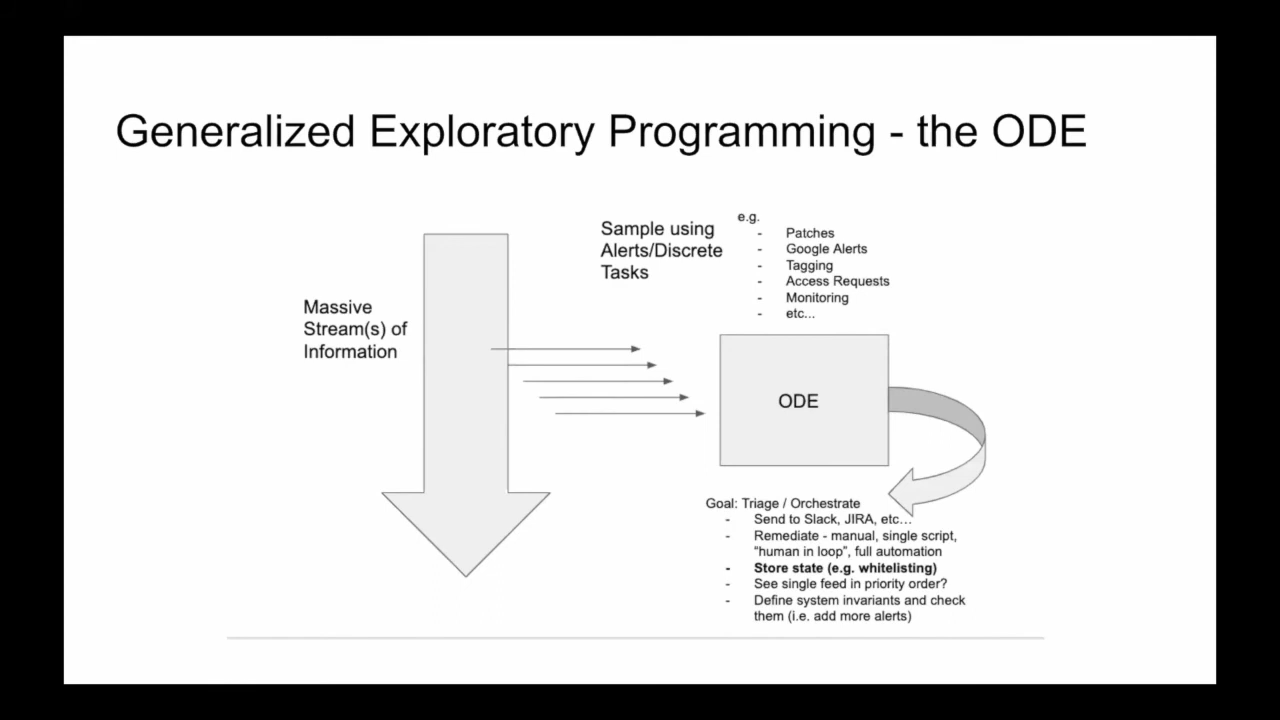 Generalized Exploratory Programming - the ODE
Massive
Stream(s) of
Information
Sample using
Alerts/Discrete
Tasks
e.g.
- Patches
- Google Alerts
- Tagging
- Access Requests
- Monitoring
- etc...
ODE
Goal: Triage / Orchestrate
- Send to Slack, JIRA, etc...
- Remediate - manual, single script,
“human in loop”, full automation
- Store state (e.g. whitelisting)
- See single feed in priority order?
- Define system invariants and check
them (i.e. add more alerts)